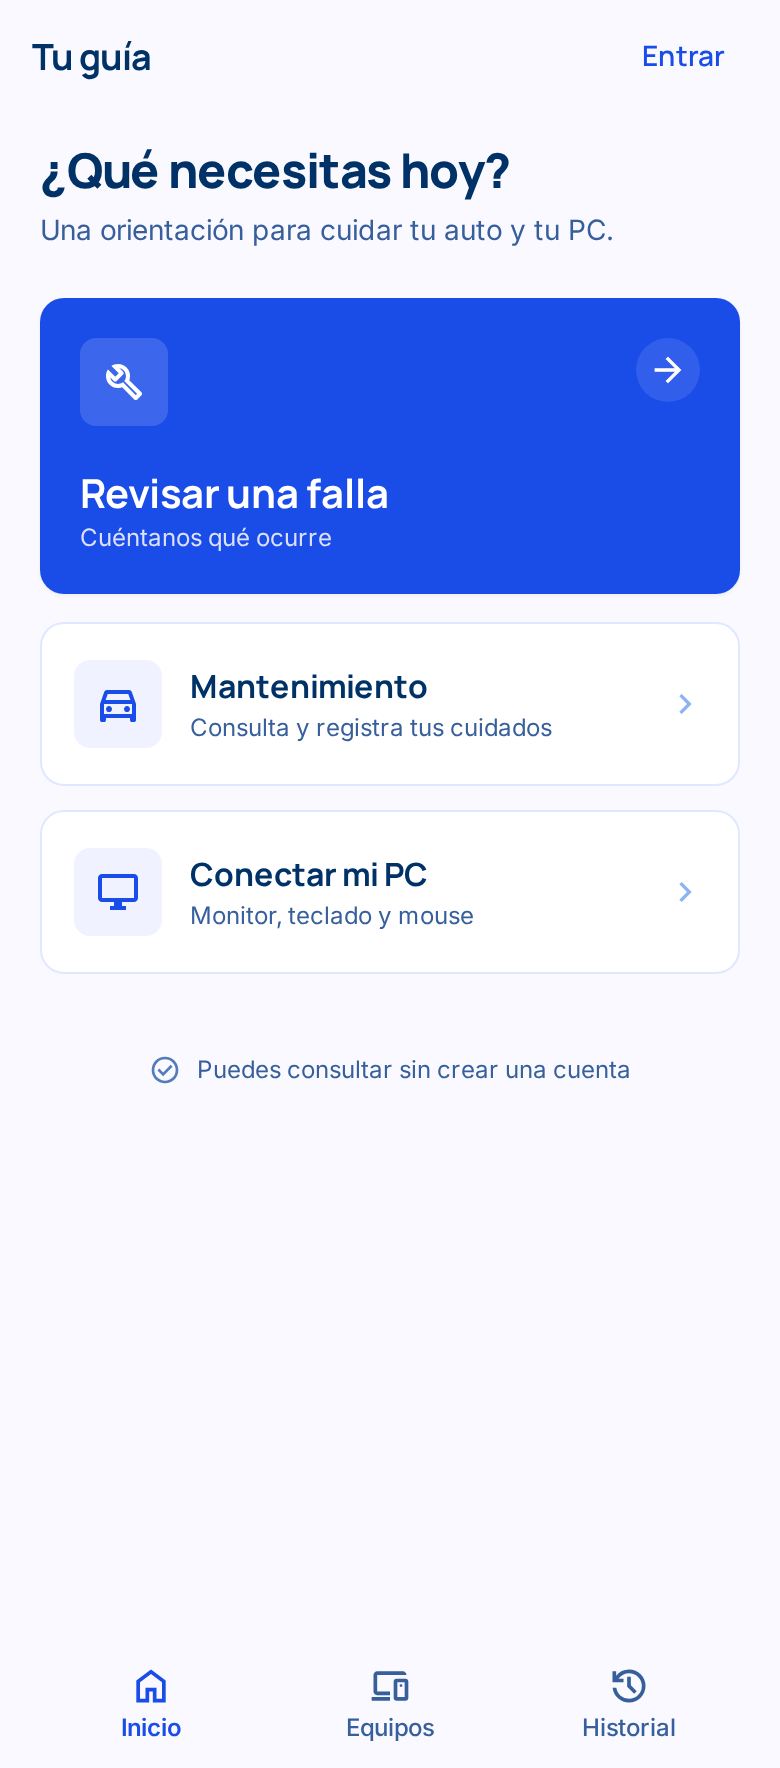 Tu guía
Entrar
¿Qué necesitas hoy?
Una orientación para cuidar tu auto y tu PC.
Revisar una falla
Cuéntanos qué ocurre
Mantenimiento
Consulta y registra tus cuidados
Conectar mi PC
Monitor, teclado y mouse
Puedes consultar sin crear una cuenta
Inicio
Equipos
Historial